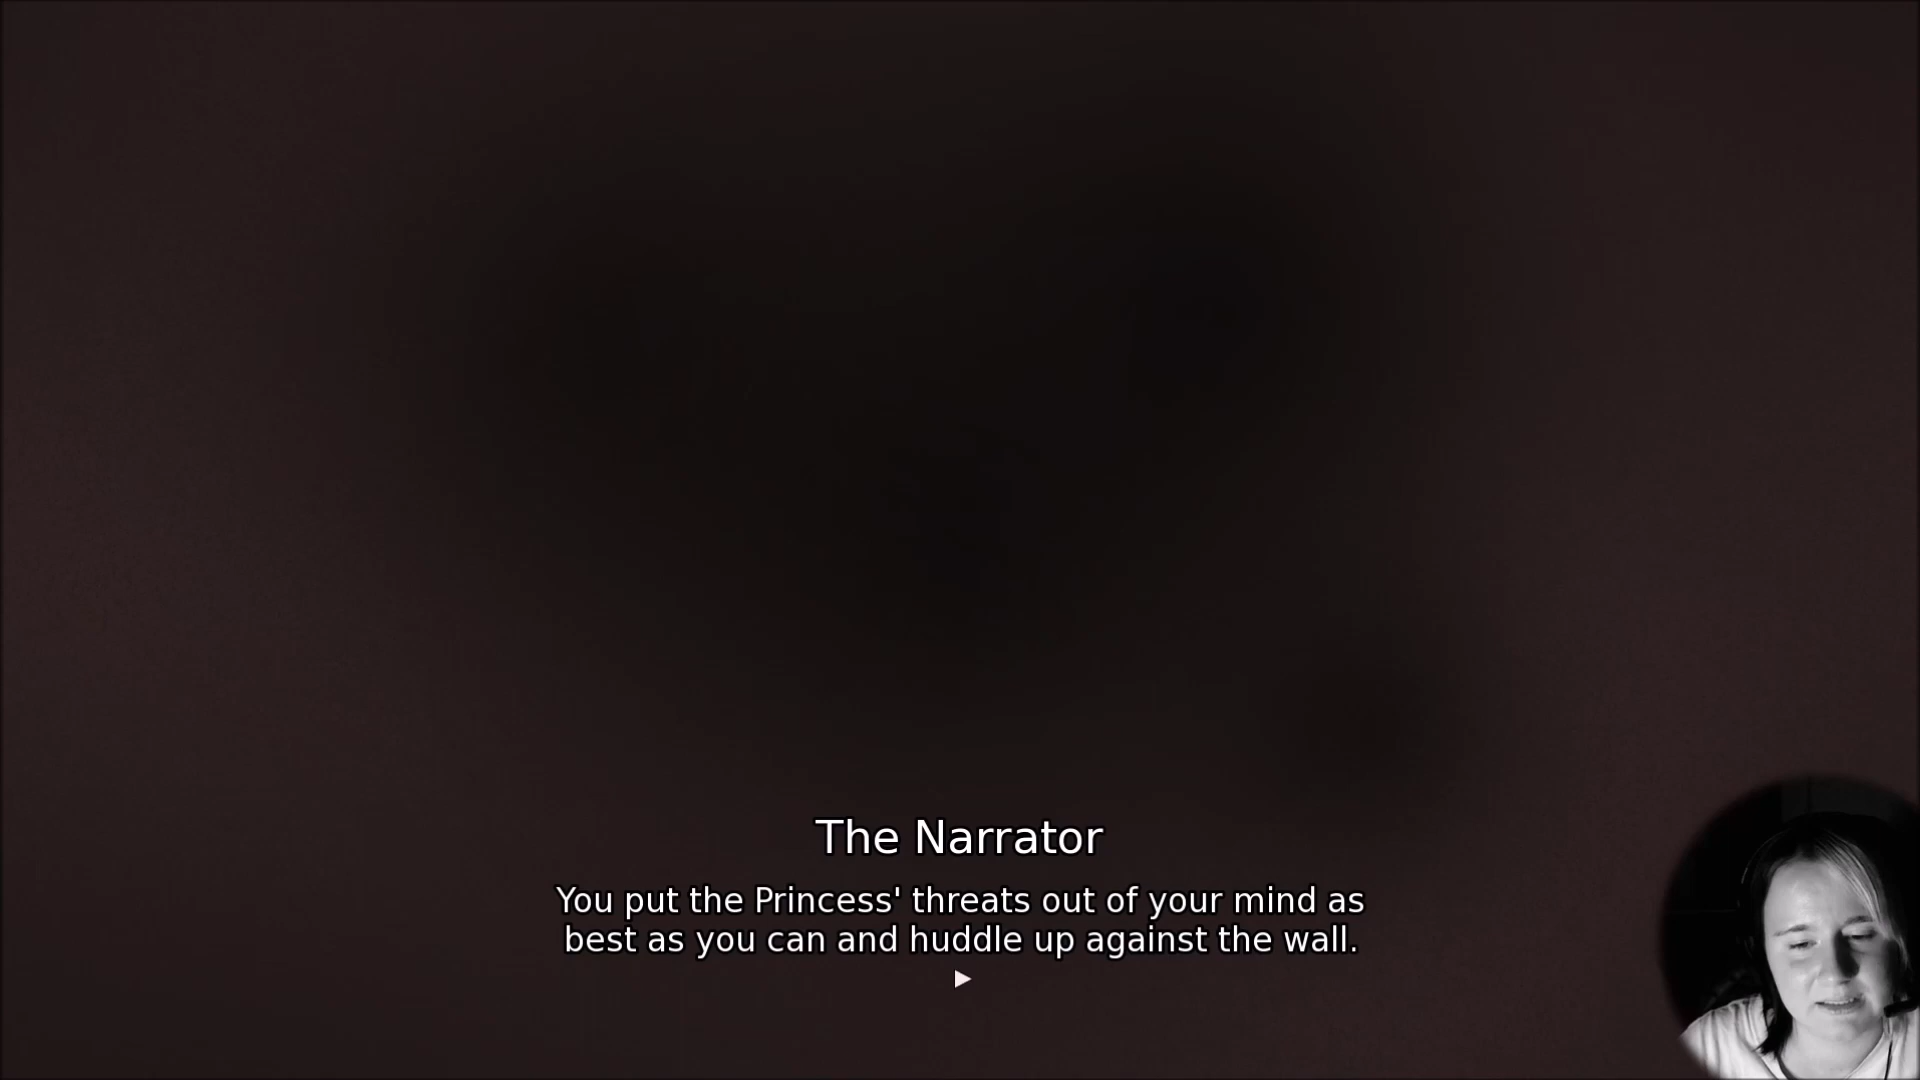 The Narrator
You put the Princess' threats out of your mind as
best as you can and huddle up against the wall.